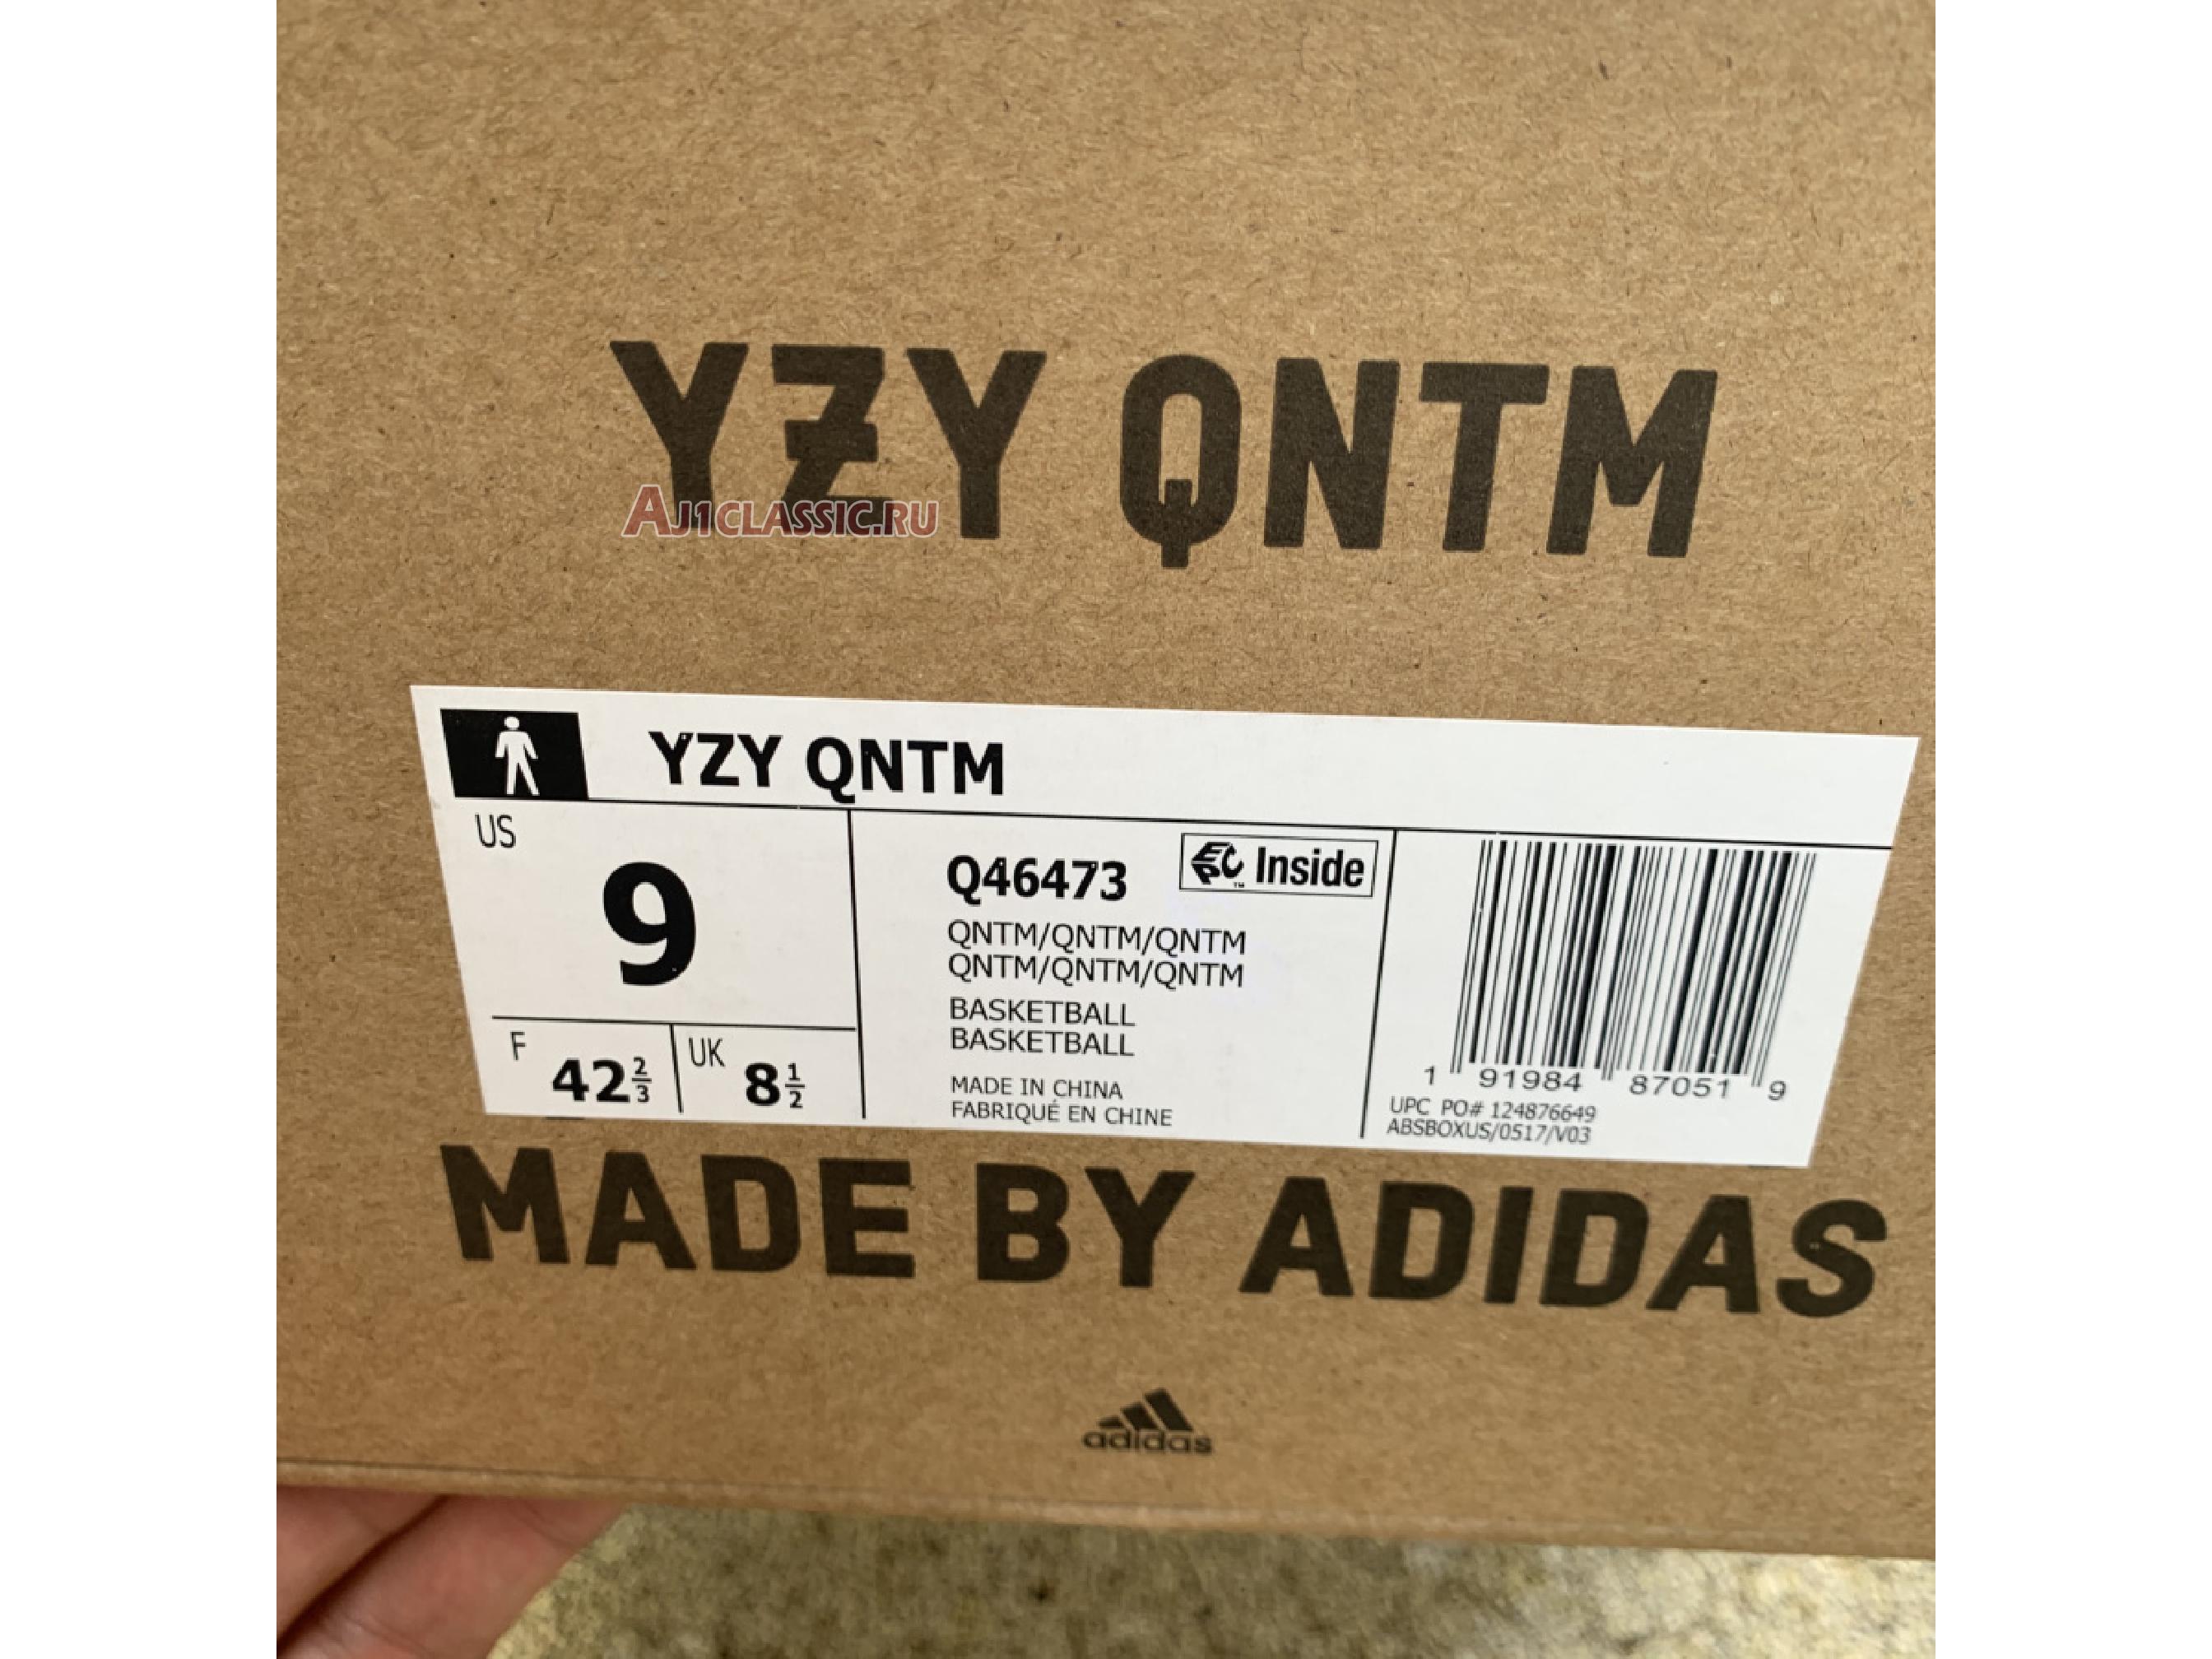 YZY QNTM
AJ1CLASSIC.RU
YZY QNTM
US
9
F
42 2/3
UK
8 1/2
Q46473
EPC™ Inside
QNTM/QNTM/QNTM
QNTM/QNTM/QNTM
BASKETBALL
BASKETBALL
MADE IN CHINA
FABRIQUÉ EN CHINE
1 91984 87051 9
UPC PO# 124876649
ABSBOXUS/0517/V03
MADE BY ADIDAS
adidas